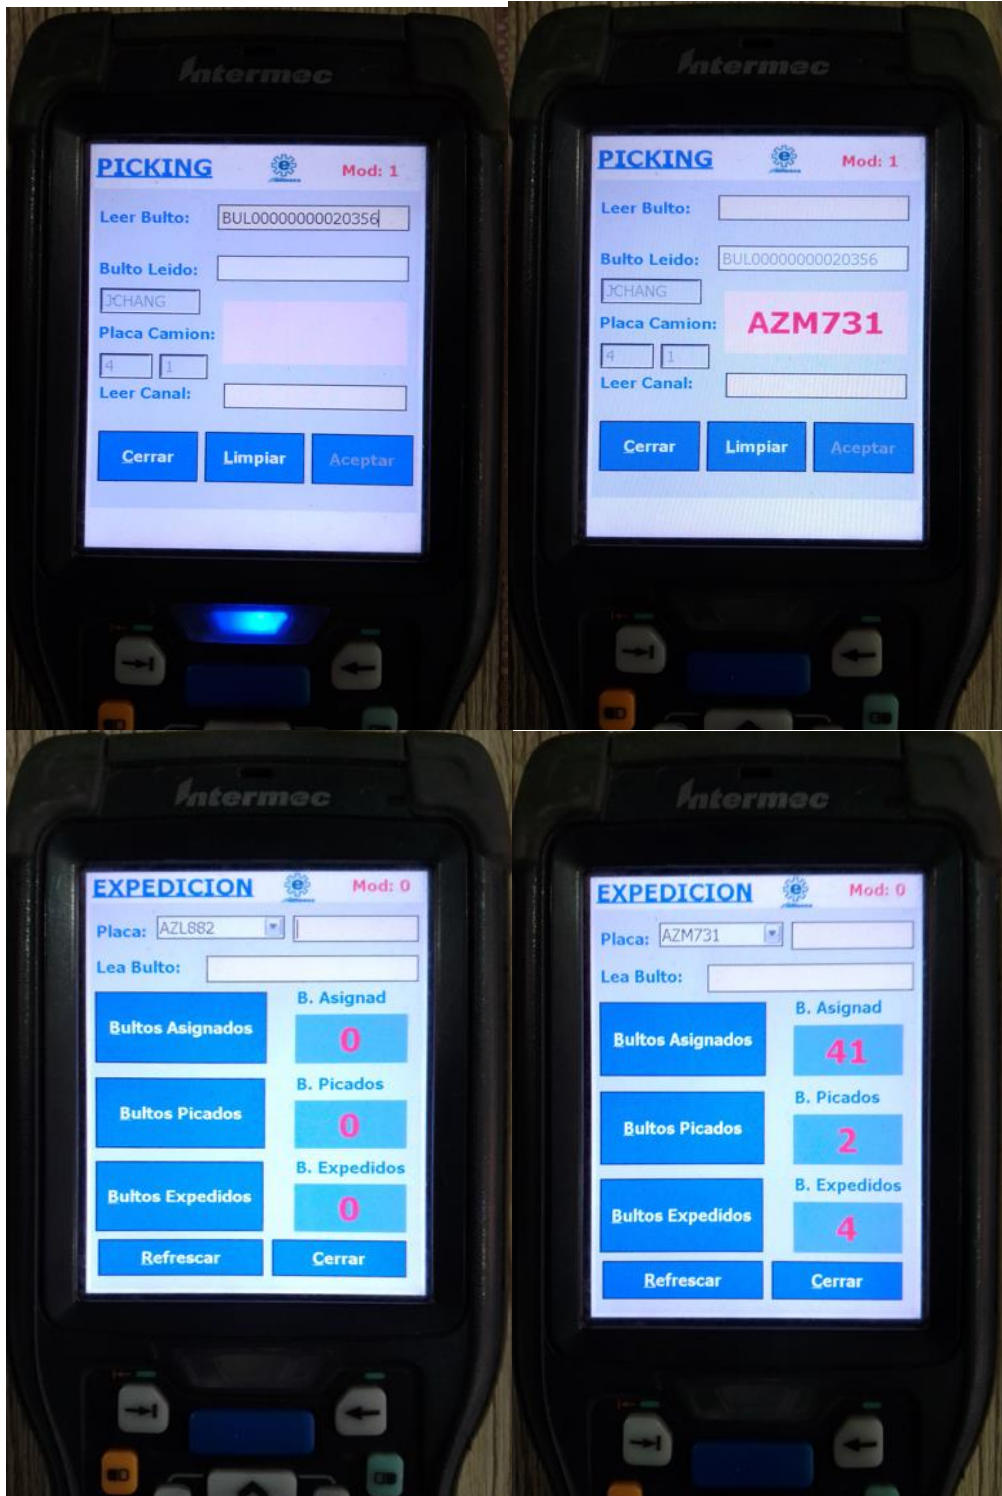 Intermec
PICKING e Mod: 1
Leer Bulto: BUL00000000020356
Bulto Leido:
JCHANG
Placa Camion:
4 1
Leer Canal:
Cerrar Limpiar Aceptar
Intermec
PICKING e Mod: 1
Leer Bulto:
Bulto Leido: BUL00000000020356
JCHANG
Placa Camion: AZM731
4 1
Leer Canal:
Cerrar Limpiar Aceptar
Intermec
EXPEDICION e Mod: 0
Placa: AZL882
Lea Bulto:
B. Asignad
Bultos Asignados 0
B. Picados
Bultos Picados 0
B. Expedidos
Bultos Expedidos 0
Refrescar Cerrar
Intermec
EXPEDICION e Mod: 0
Placa: AZM731
Lea Bulto:
B. Asignad
Bultos Asignados 41
B. Picados
Bultos Picados 2
B. Expedidos
Bultos Expedidos 4
Refrescar Cerrar